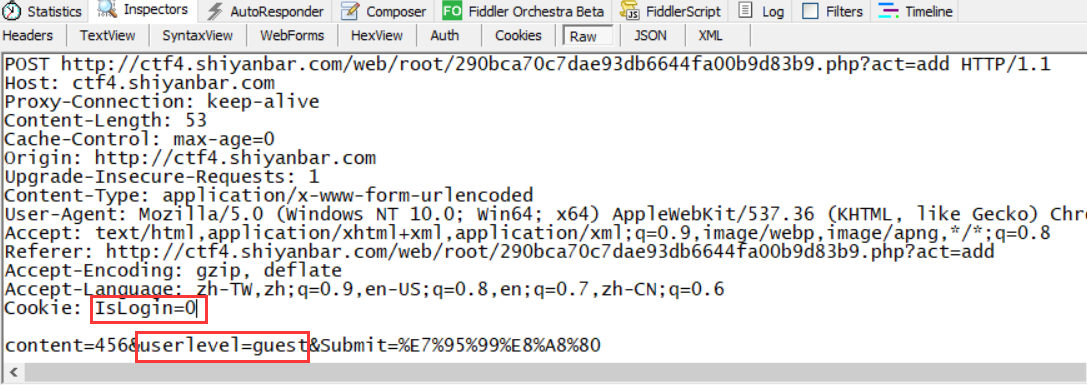 Statistics Inspectors AutoResponder Composer FO Fiddler Orchestra Beta JS FiddlerScript Log Filters Timeline
Headers TextView SyntaxView WebForms HexView Auth Cookies Raw JSON XML
POST http://ctf4.shiyanbar.com/web/root/290bca70c7dae93db6644fa00b9d83b9.php?act=add HTTP/1.1
Host: ctf4.shiyanbar.com
Proxy-Connection: keep-alive
Content-Length: 53
Cache-Control: max-age=0
Origin: http://ctf4.shiyanbar.com
Upgrade-Insecure-Requests: 1
Content-Type: application/x-www-form-urlencoded
User-Agent: Mozilla/5.0 (Windows NT 10.0; Win64; x64) AppleWebKit/537.36 (KHTML, like Gecko) Chro
Accept: text/html,application/xhtml+xml,application/xml;q=0.9,image/webp,image/apng,*/*;q=0.8
Referer: http://ctf4.shiyanbar.com/web/root/290bca70c7dae93db6644fa00b9d83b9.php?act=add
Accept-Encoding: gzip, deflate
Accept-Language: zh-TW,zh;q=0.9,en-US;q=0.8,en;q=0.7,zh-CN;q=0.6
Cookie: IsLogin=0
content=456&userlevel=guest&Submit=%E7%95%99%E8%A8%80